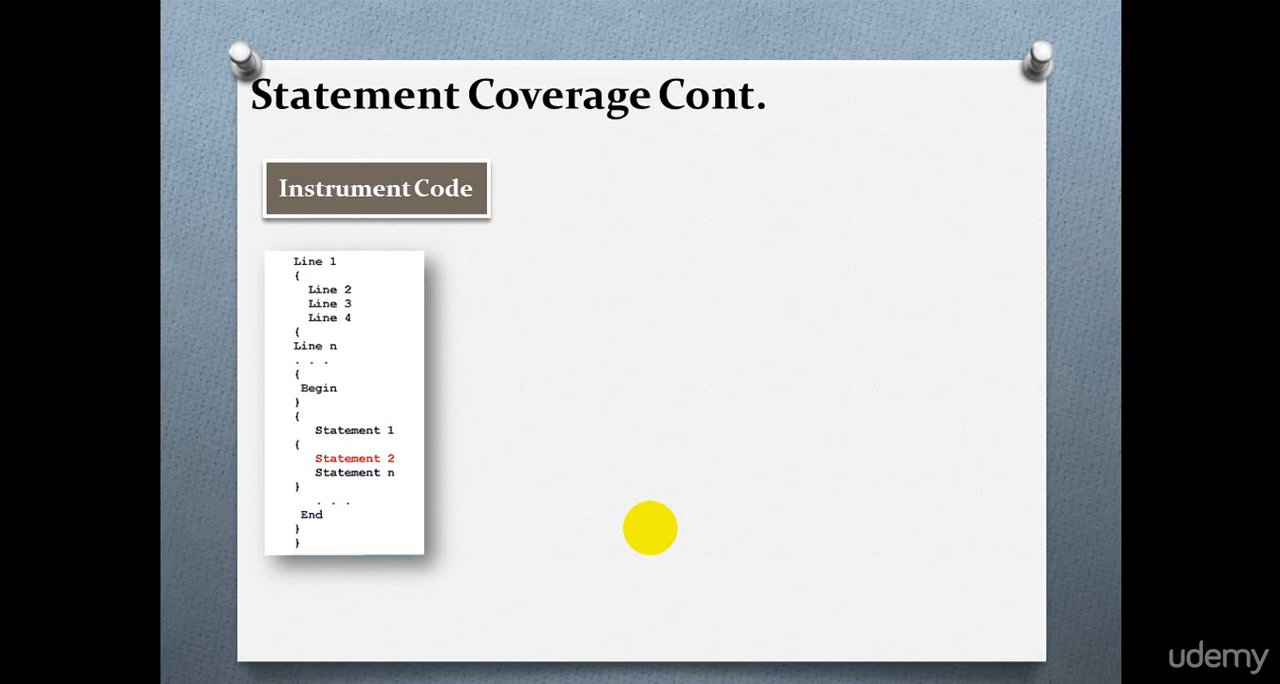 Statement Coverage Cont.
Instrument Code
Line 1
{
Line 2
Line 3
Line 4
{
Line n
. . .
{
Begin
}
{
Statement 1
{
Statement 2
Statement n
}
. . .
End
}
}
udemy